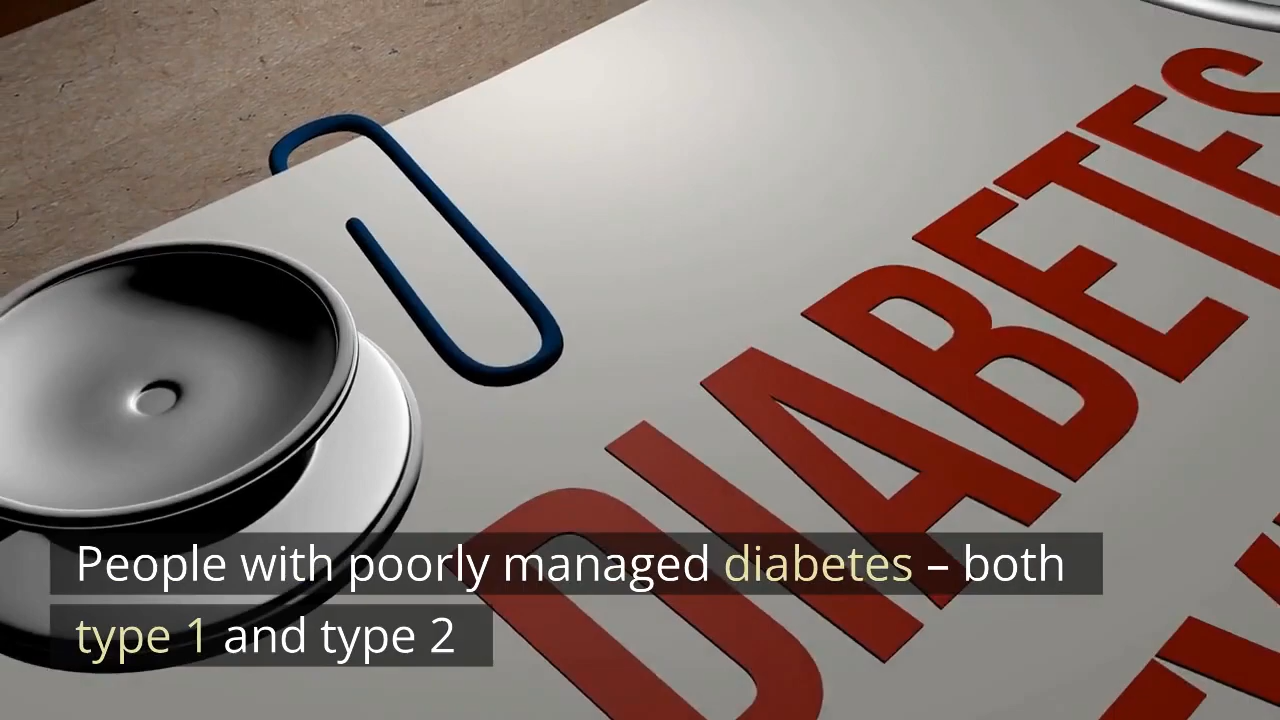 DIABETES
People with poorly managed diabetes – both
type 1 and type 2